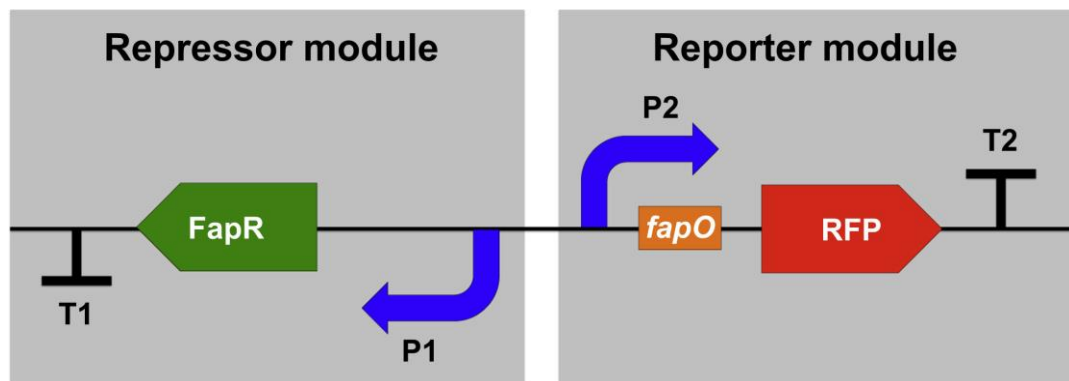 Repressor module
Reporter module
P2
T2
FapR
fapO
RFP
T1
P1